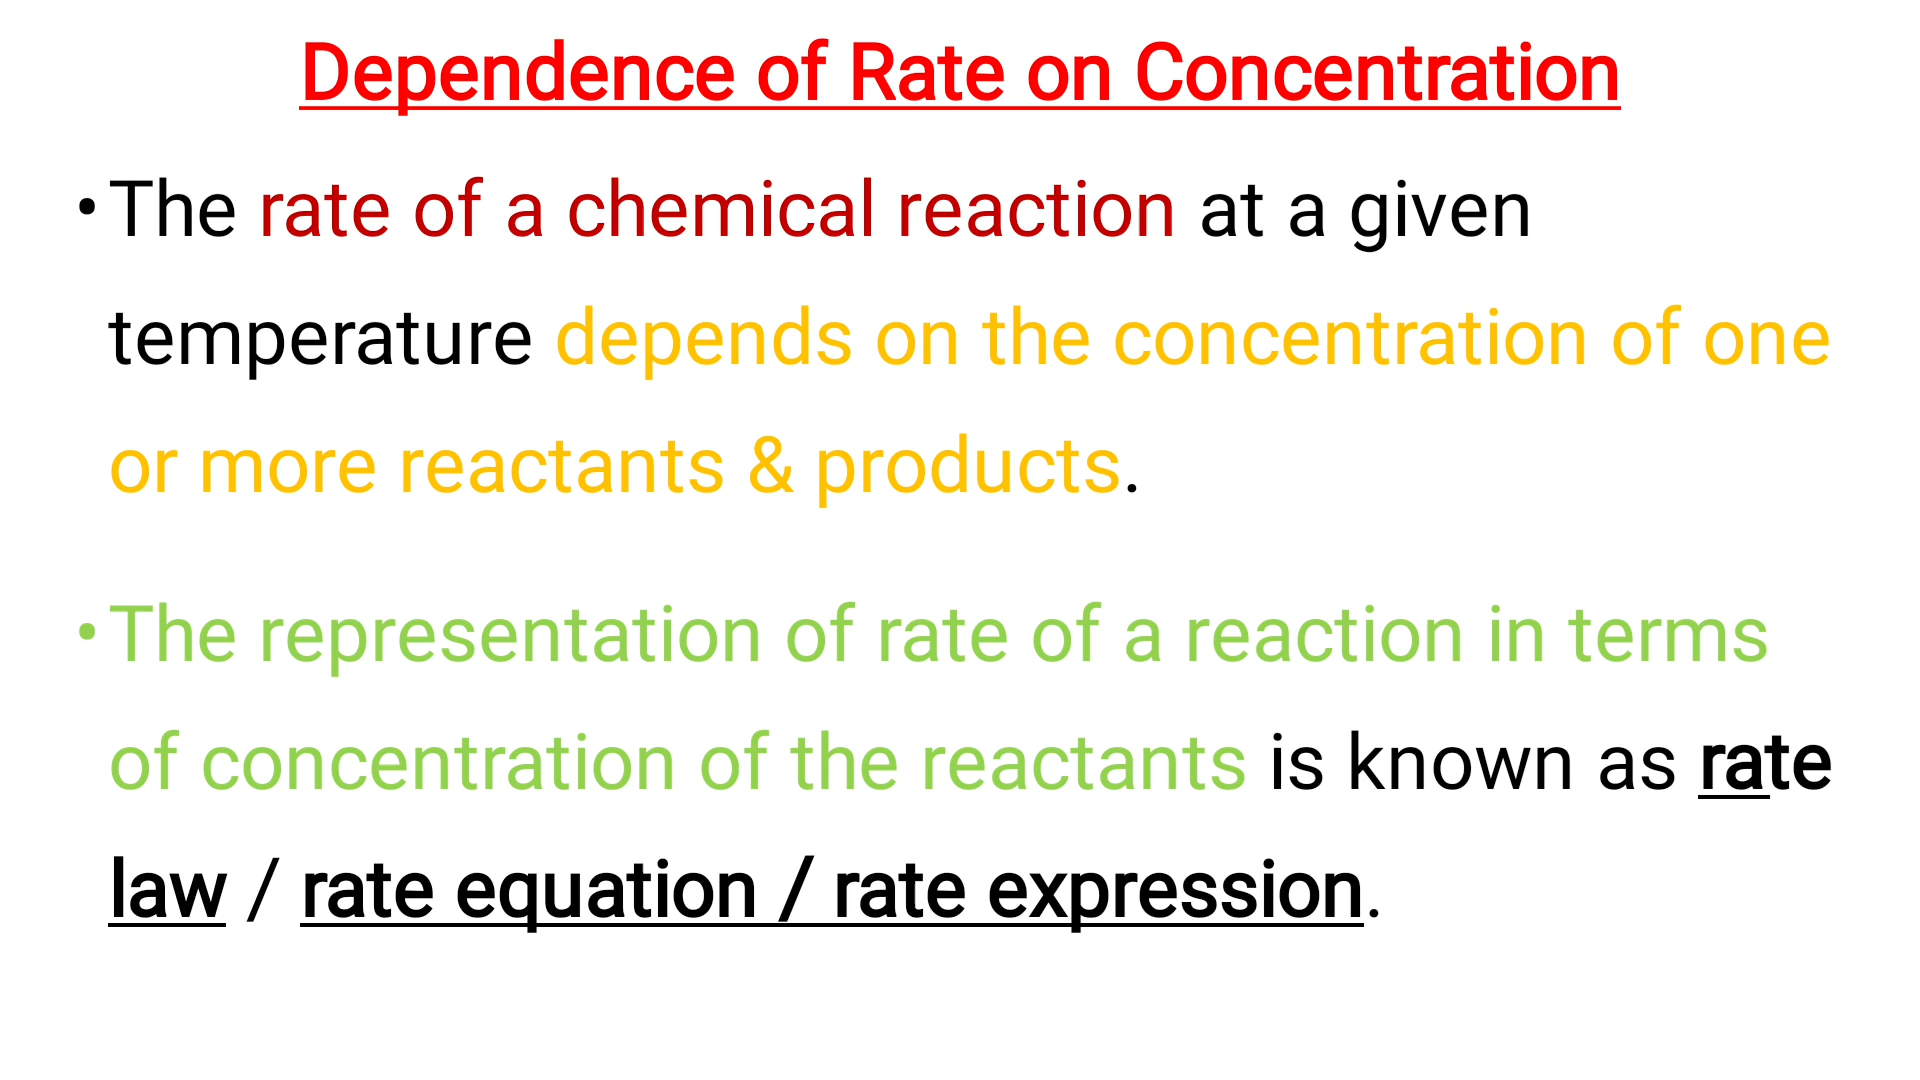 Dependence of Rate on Concentration
•The rate of a chemical reaction at a given
temperature depends on the concentration of one
or more reactants & products.
•The representation of rate of a reaction in terms
of concentration of the reactants is known as rate
law / rate equation / rate expression.